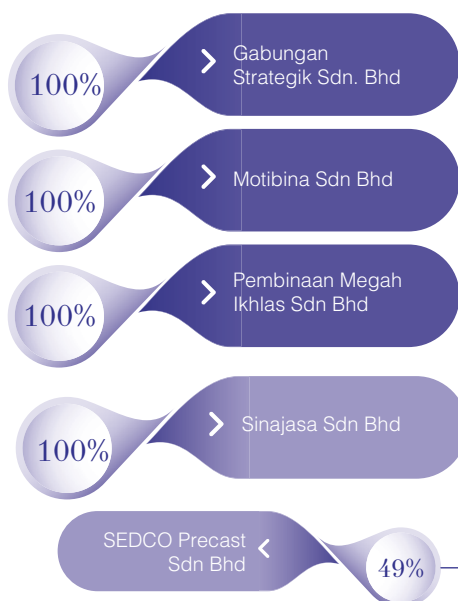 100%
Gabungan
Strategik Sdn. Bhd
100%
Motibina Sdn Bhd
100%
Pembinaan Megah
Ikhlas Sdn Bhd
100%
Sinajasa Sdn Bhd
SEDCO Precast
Sdn Bhd
49%